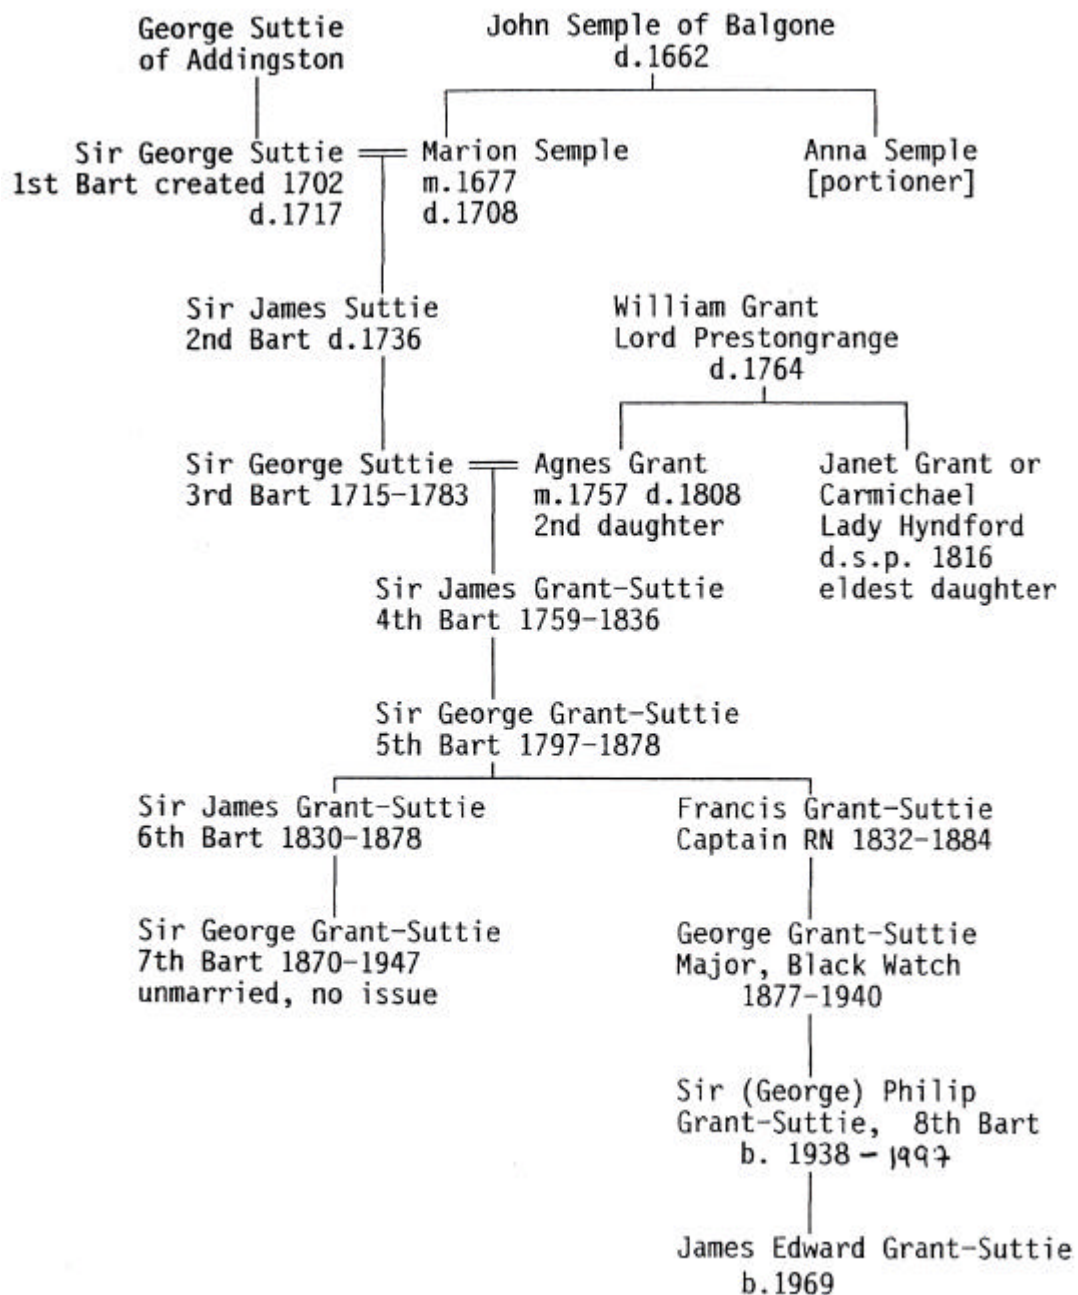 George Suttie
of Addingston
John Semple of Balgone
d.1662
Sir George Suttie
1st Bart created 1702
d.1717
Marion Semple
m.1677
d.1708
Anna Semple
[portioner]
Sir James Suttie
2nd Bart d.1736
William Grant
Lord Prestongrange
d.1764
Sir George Suttie
3rd Bart 1715-1783
Agnes Grant
m.1757 d.1808
2nd daughter
Janet Grant or
Carmichael
Lady Hyndford
d.s.p. 1816
eldest daughter
Sir James Grant-Suttie
4th Bart 1759-1836
Sir George Grant-Suttie
5th Bart 1797-1878
Sir James Grant-Suttie
6th Bart 1830-1878
Francis Grant-Suttie
Captain RN 1832-1884
Sir George Grant-Suttie
7th Bart 1870-1947
unmarried, no issue
George Grant-Suttie
Major, Black Watch
1877-1940
Sir (George) Philip
Grant-Suttie, 8th Bart
b. 1938 - 1997
James Edward Grant-Suttie
b.1969